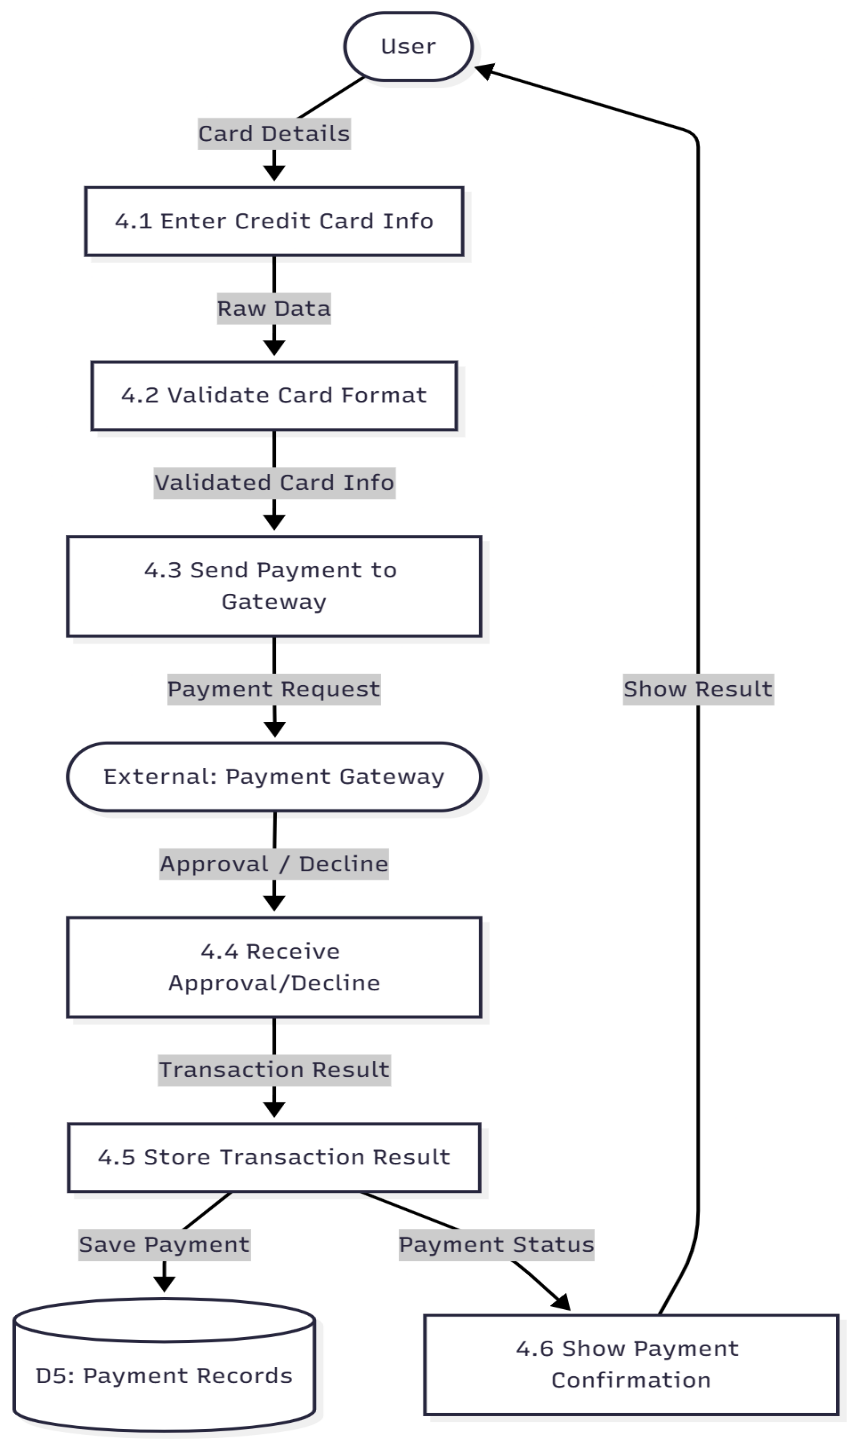 User
Card Details
4.1 Enter Credit Card Info
Raw Data
4.2 Validate Card Format
Validated Card Info
4.3 Send Payment to
Gateway
Payment Request
Show Result
External: Payment Gateway
Approval / Decline
4.4 Receive
Approval/Decline
Transaction Result
4.5 Store Transaction Result
Save Payment
Payment Status
D5: Payment Records
4.6 Show Payment
Confirmation